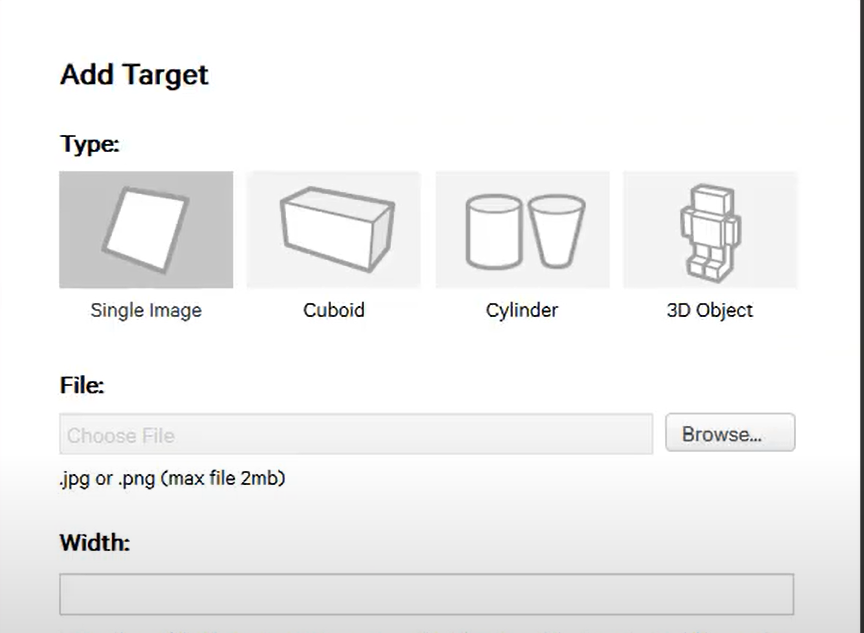 Add Target
Type:
Single Image
Cuboid
Cylinder
3D Object
File:
Choose File
Browse...
.jpg or .png (max file 2mb)
Width: